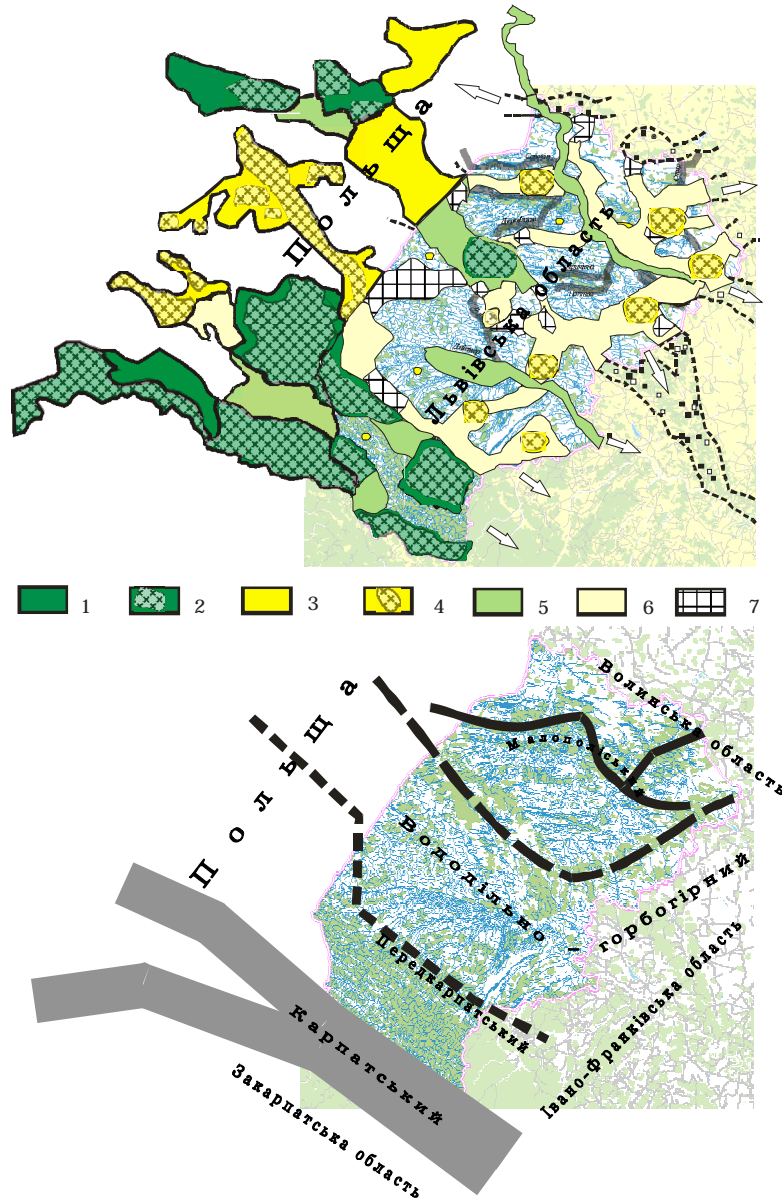 Польща
Львівська область
1 2 3 4 5 6 7
Польща
Волинська область
Малополіський
Вододільно – горбогірний
Передкарпатський
Карпатський
Івано-Франківська область
Закарпатська область